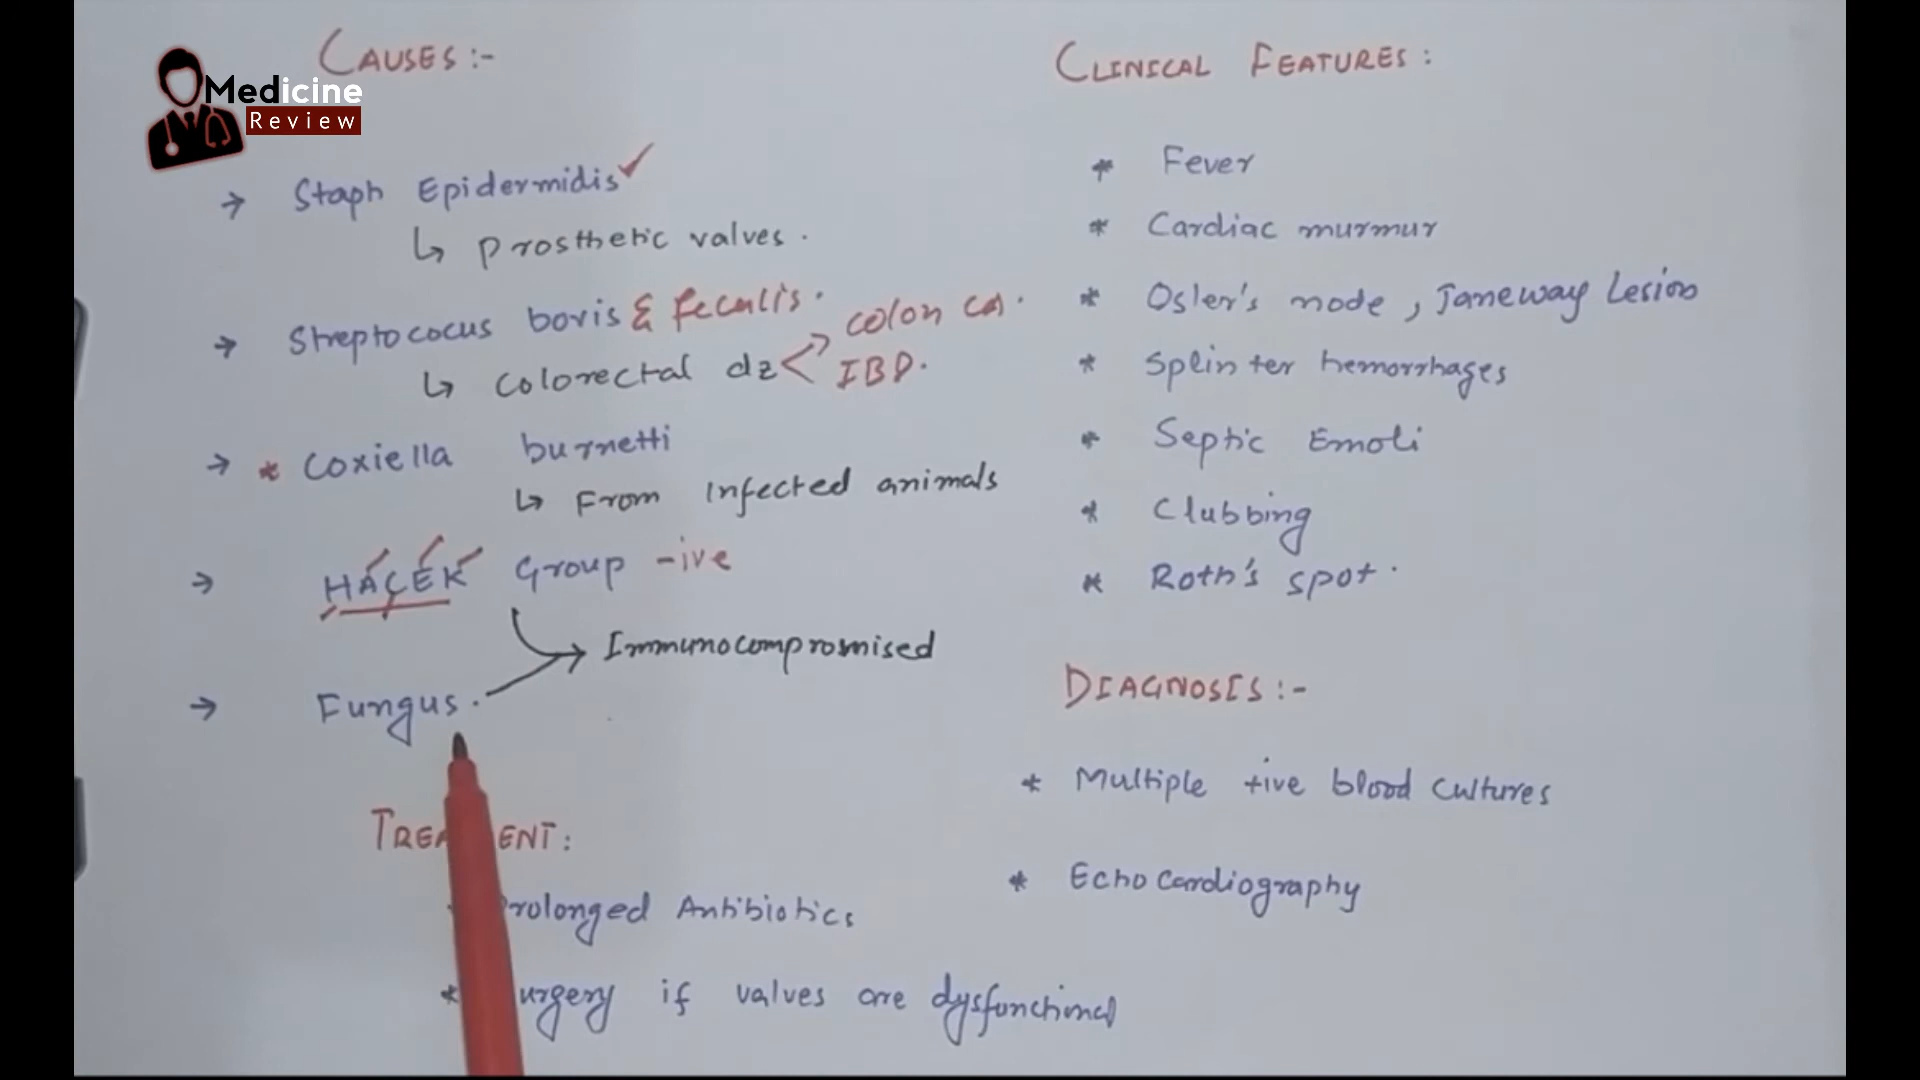 CAUSES :-
Medicine
Review
→ Staph Epidermidis ✓
↳ prosthetic valves .
→ Streptococus bovis & fecalis .
↳ colorectal dz < colon ca .
IBD .
→ * Coxiella burnetti
↳ From infected animals
→ HACEK Group -ive
→ Immunocompromised
→ Fungus .
TREA ENT :
rolonged Antibiotics
* urgery if valves are dysfunctional
CLINICAL FEATURES :
* Fever
* Cardiac murmur
* Osler's node , Janeway Lesion
* Splinter hemorrhages
* Septic Emoli
* Clubbing
* Roth's spot .
DIAGNOSIS :-
* Multiple +ive blood cultures
* Echocardiography